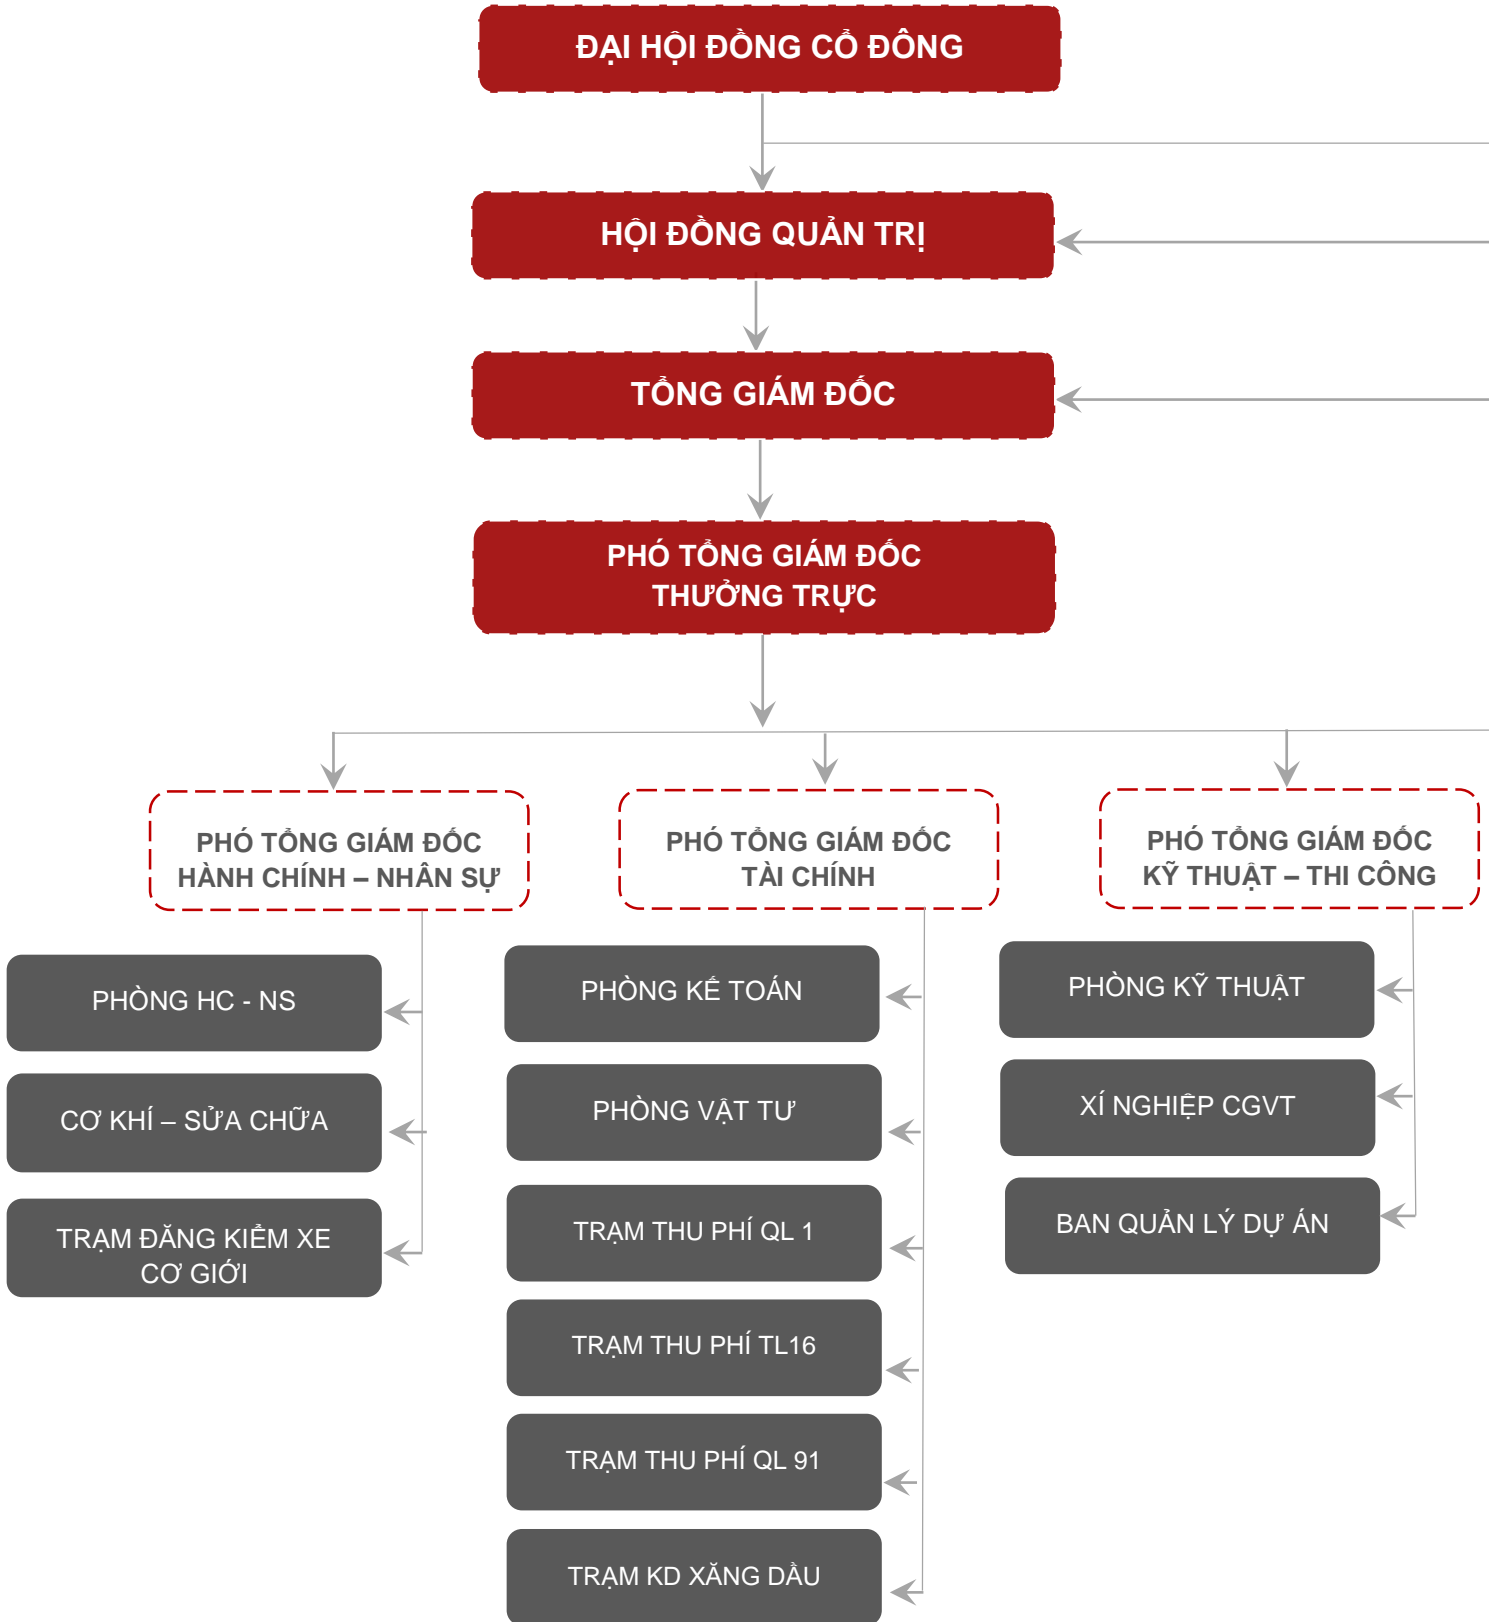 ĐẠI HỘI ĐỒNG CỔ ĐÔNG
HỘI ĐỒNG QUẢN TRỊ
TỔNG GIÁM ĐỐC
PHÓ TỔNG GIÁM ĐỐC
THƯỞNG TRỰC
PHÓ TỔNG GIÁM ĐỐC
HÀNH CHÍNH – NHÂN SỰ
PHÓ TỔNG GIÁM ĐỐC
TÀI CHÍNH
PHÓ TỔNG GIÁM ĐỐC
KỸ THUẬT – THI CÔNG
PHÒNG HC - NS
CƠ KHÍ – SỬA CHỮA
TRẠM ĐĂNG KIỂM XE
CƠ GIỚI
PHÒNG KẾ TOÁN
PHÒNG VẬT TƯ
TRẠM THU PHÍ QL 1
TRẠM THU PHÍ TL16
TRẠM THU PHÍ QL 91
TRẠM KD XĂNG DẦU
PHÒNG KỸ THUẬT
XÍ NGHIỆP CGVT
BAN QUẢN LÝ DỰ ÁN